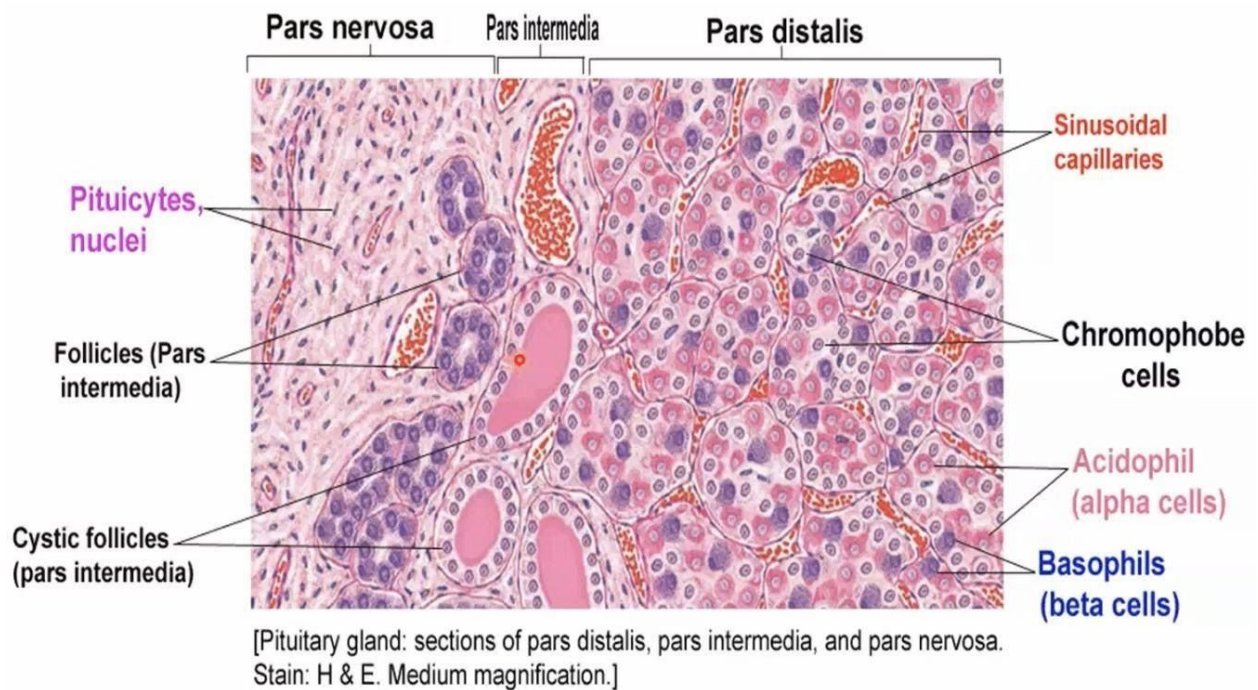 Pars nervosa
Pars intermedia
Pars distalis
Sinusoidal
capillaries
Pituicytes,
nuclei
Follicles (Pars
intermedia)
Chromophobe
cells
Acidophil
(alpha cells)
Cystic follicles
(pars intermedia)
Basophils
(beta cells)
[Pituitary gland: sections of pars distalis, pars intermedia, and pars nervosa.
Stain: H & E. Medium magnification.]